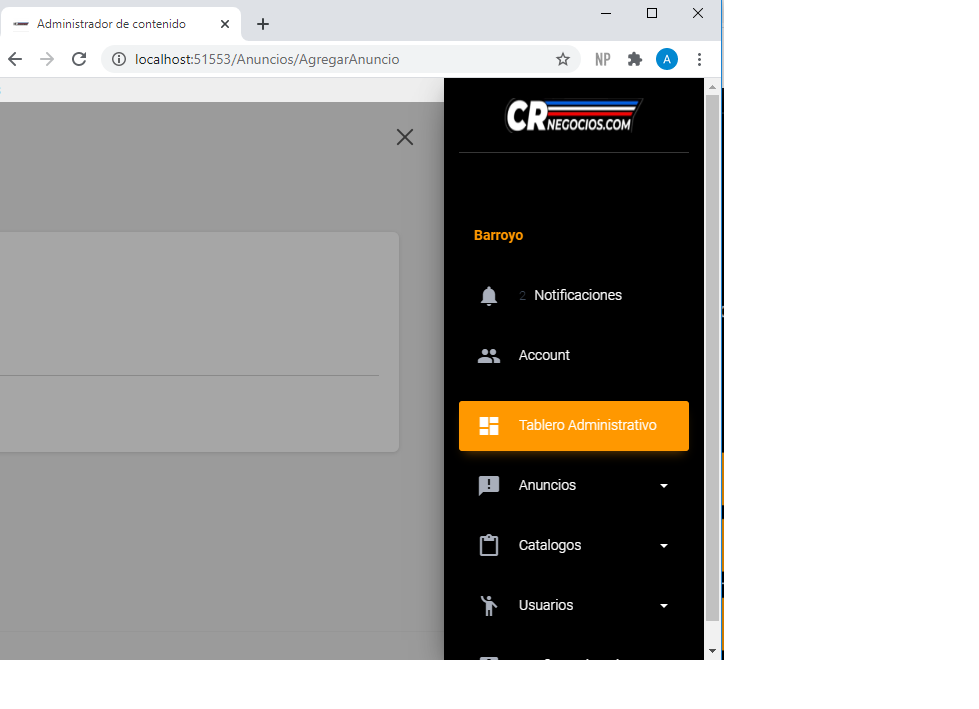 Administrador de contenido
localhost:51553/Anuncios/AgregarAnuncio
NP
A
CR
NEGOCIOS.COM
Barroyo
2 Notificaciones
Account
Tablero Administrativo
Anuncios
Catalogos
Usuarios